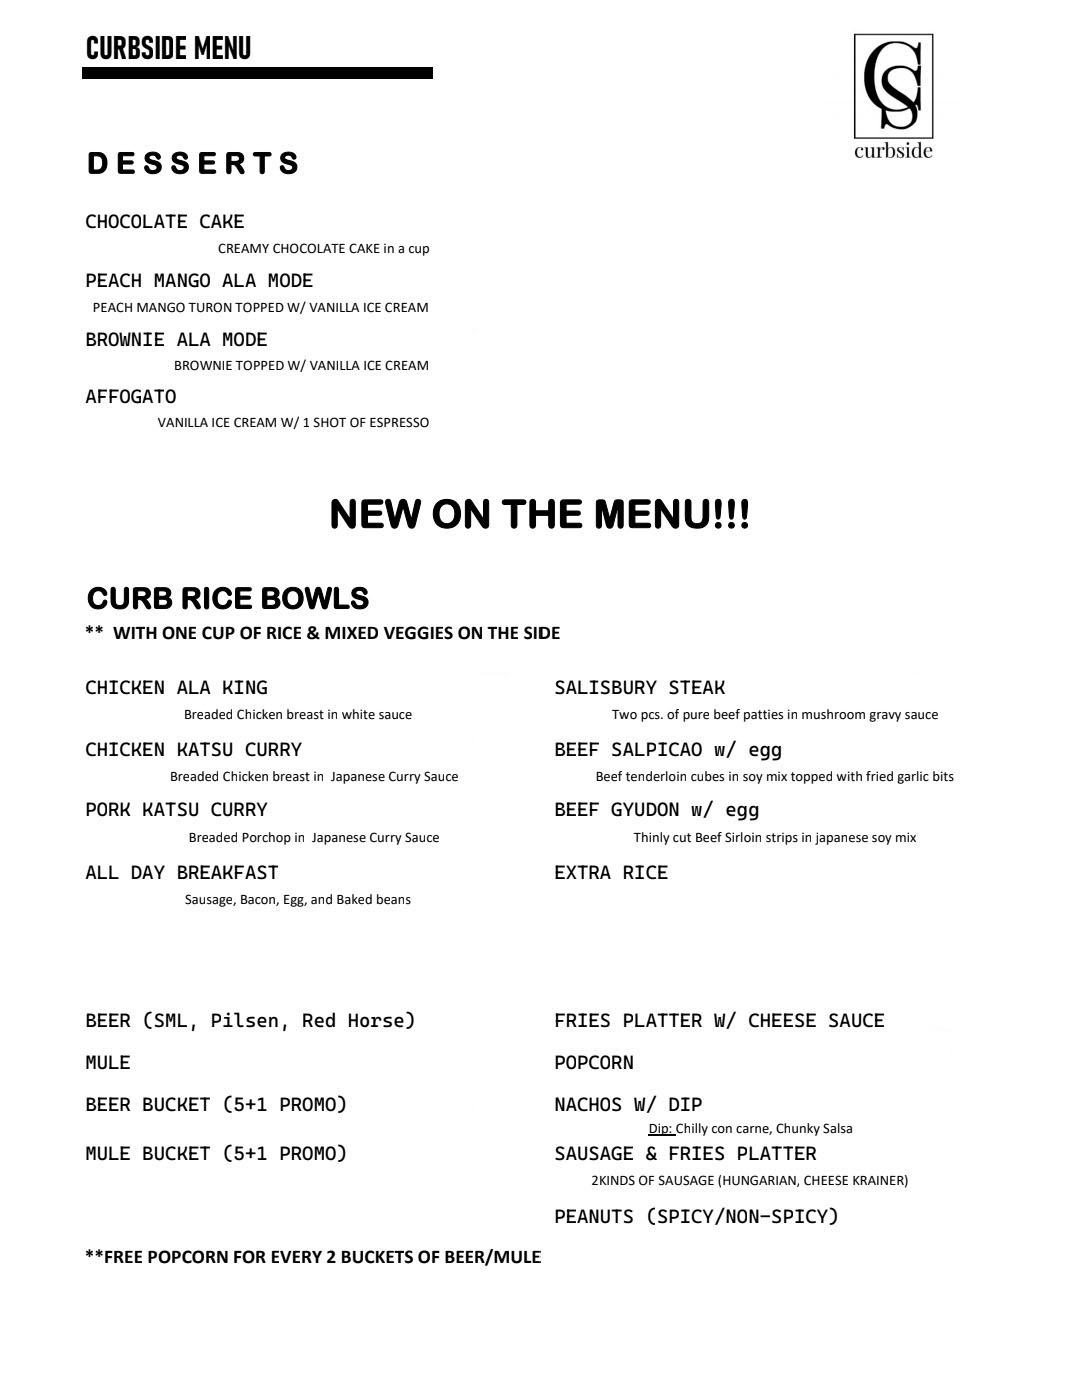 CURBSIDE MENU
CS
curbside
DESSERTS
CHOCOLATE CAKE
CREAMY CHOCOLATE CAKE in a cup
PEACH MANGO ALA MODE
PEACH MANGO TURON TOPPED W/ VANILLA ICE CREAM
BROWNIE ALA MODE
BROWNIE TOPPED W/ VANILLA ICE CREAM
AFFOGATO
VANILLA ICE CREAM W/ 1 SHOT OF ESPRESSO
NEW ON THE MENU!!!
CURB RICE BOWLS
** WITH ONE CUP OF RICE & MIXED VEGGIES ON THE SIDE
CHICKEN ALA KING
Breaded Chicken breast in white sauce
CHICKEN KATSU CURRY
Breaded Chicken breast in Japanese Curry Sauce
PORK KATSU CURRY
Breaded Porchop in Japanese Curry Sauce
ALL DAY BREAKFAST
Sausage, Bacon, Egg, and Baked beans
SALISBURY STEAK
Two pcs. of pure beef patties in mushroom gravy sauce
BEEF SALPICAO w/ egg
Beef tenderloin cubes in soy mix topped with fried garlic bits
BEEF GYUDON w/ egg
Thinly cut Beef Sirloin strips in japanese soy mix
EXTRA RICE
BEER (SML, Pilsen, Red Horse)
MULE
BEER BUCKET (5+1 PROMO)
MULE BUCKET (5+1 PROMO)
FRIES PLATTER W/ CHEESE SAUCE
POPCORN
NACHOS W/ DIP
Dip: Chilly con carne, Chunky Salsa
SAUSAGE & FRIES PLATTER
2KINDS OF SAUSAGE (HUNGARIAN, CHEESE KRAINER)
PEANUTS (SPICY/NON-SPICY)
**FREE POPCORN FOR EVERY 2 BUCKETS OF BEER/MULE